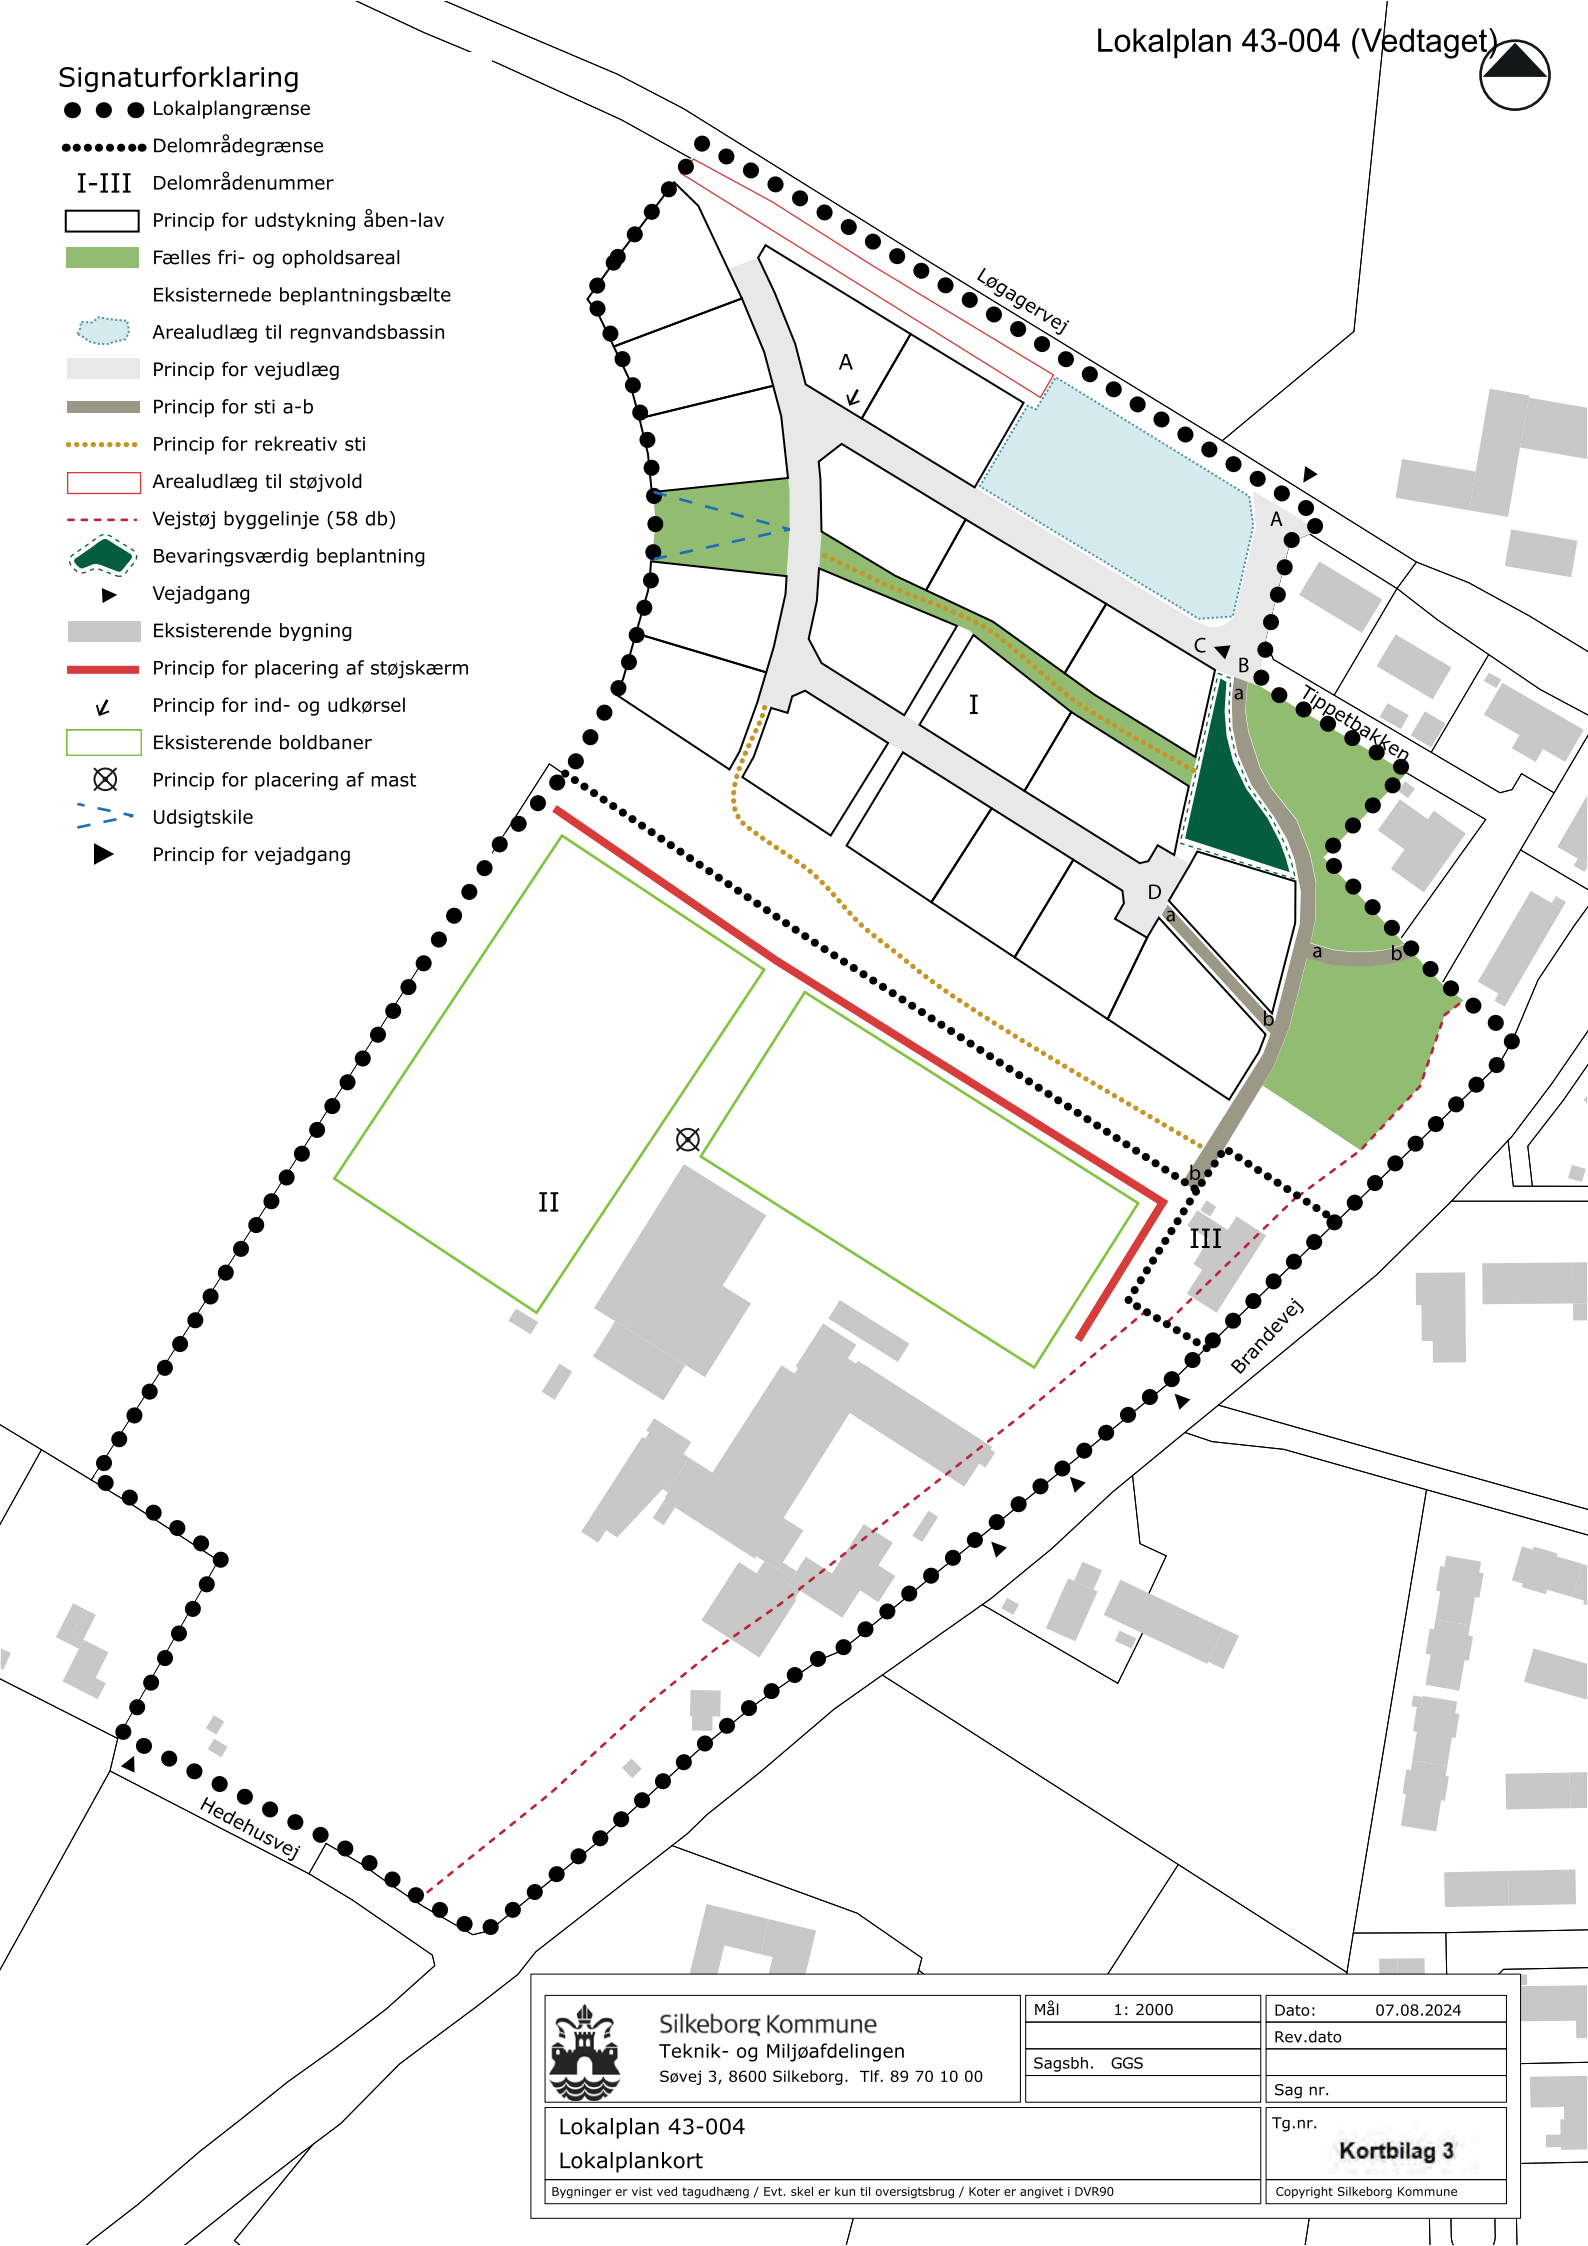 Lokalplan 43-004 (Vedtaget)
Signaturforklaring
Lokalplangrænse
Delområdegrænse
I-III Delområdenummer
Princip for udstykning åben-lav
Fælles fri- og opholdsareal
Eksisternede beplantningsbælte
Arealudlæg til regnvandsbassin
Princip for vejudlæg
Princip for sti a-b
Princip for rekreativ sti
Arealudlæg til støjvold
Vejstøj byggelinje (58 db)
Bevaringsværdig beplantning
Vejadgang
Eksisterende bygning
Princip for placering af støjskærm
Princip for ind- og udkørsel
Eksisterende boldbaner
Princip for placering af mast
Udsigtskile
Princip for vejadgang
Løgagervej
A
A
C
B
a
Tippetbakken
I
D
a
a
b
b
b
II
III
Brandevej
Hedehusvej
Silkeborg Kommune
Teknik- og Miljøafdelingen
Søvej 3, 8600 Silkeborg. Tlf. 89 70 10 00
Mål 1: 2000
Sagsbh. GGS
Dato: 07.08.2024
Rev.dato
Sag nr.
Lokalplan 43-004
Lokalplankort
Tg.nr.
Kortbilag 3
Bygninger er vist ved tagudhæng / Evt. skel er kun til oversigtsbrug / Koter er angivet i DVR90
Copyright Silkeborg Kommune